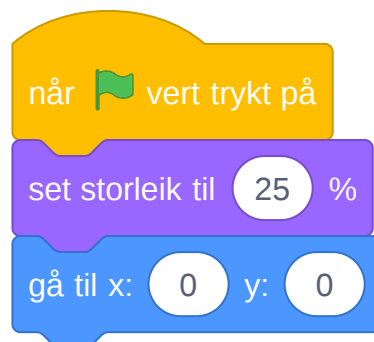 når vert trykt på
set storleik til 25 %
gå til x: 0 y: 0